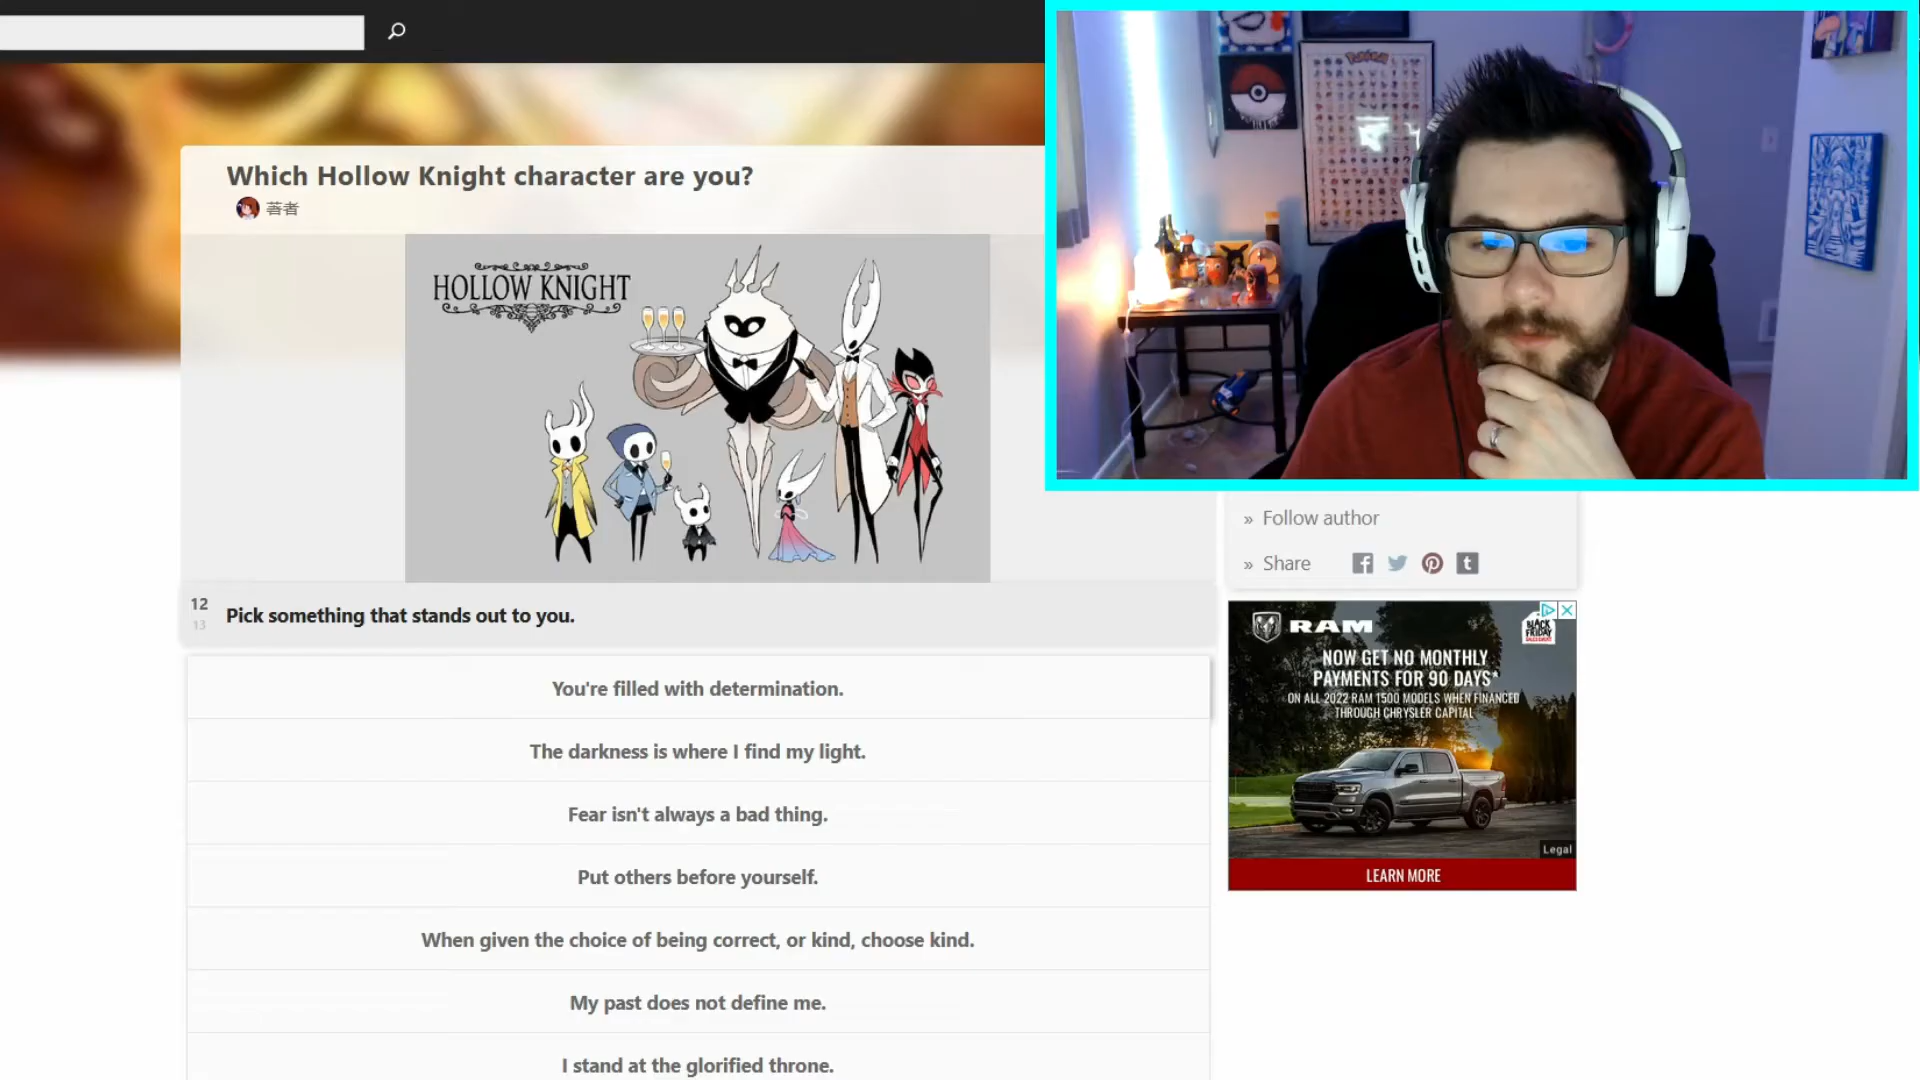 Which Hollow Knight character are you?
著者
HOLLOW KNIGHT
12
13
Pick something that stands out to you.
You're filled with determination.
The darkness is where I find my light.
Fear isn't always a bad thing.
Put others before yourself.
When given the choice of being correct, or kind, choose kind.
My past does not define me.
I stand at the glorified throne.
Pokémon
» Follow author
» Share
RAM
BLACK
FRIDAY
NOW GET NO MONTHLY
PAYMENTS FOR 90 DAYS*
ON ALL 2022 RAM 1500 MODELS WHEN FINANCED
THROUGH CHRYSLER CAPITAL
Legal
LEARN MORE